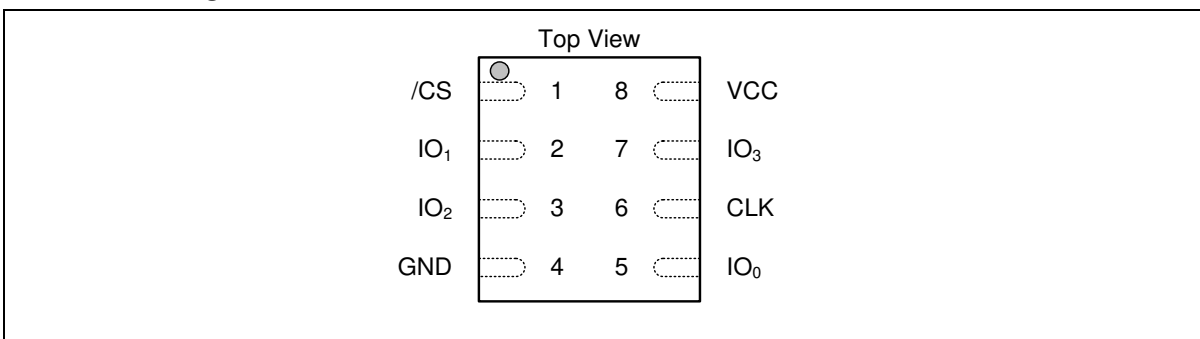 Top View
/CS 1 8 VCC
IO₁ 2 7 IO₃
IO₂ 3 6 CLK
GND 4 5 IO₀